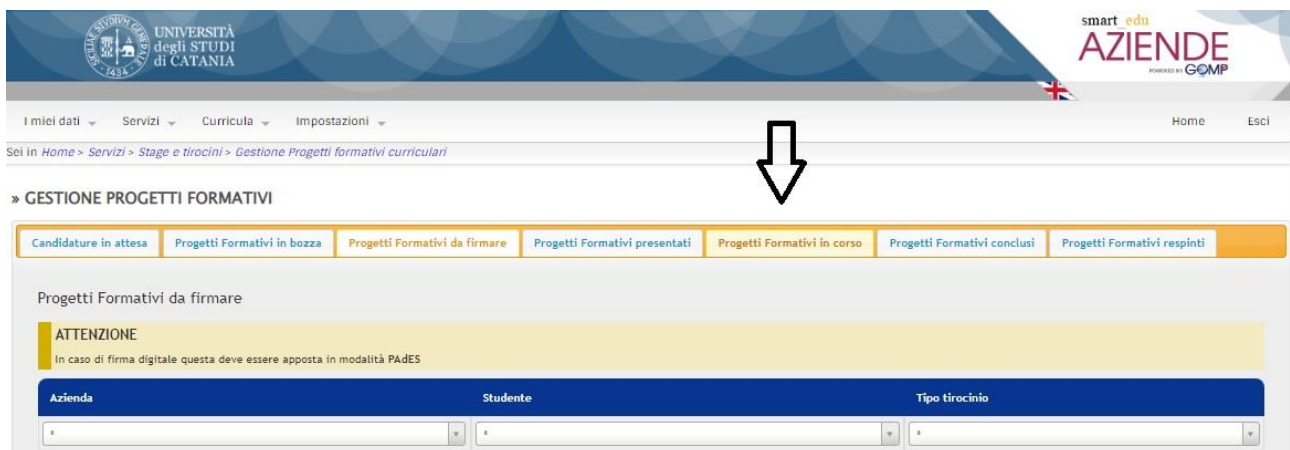 UNIVERSITÀ
degli STUDI
di CATANIA
smart_edu
AZIENDE
POWERED BY GOMP
I miei dati Servizi Curricula Impostazioni Home Esci
Sei in Home > Servizi > Stage e tirocini > Gestione Progetti formativi curriculari
» GESTIONE PROGETTI FORMATIVI
Candidature in attesa Progetti Formativi in bozza Progetti Formativi da firmare Progetti Formativi presentati Progetti Formativi in corso Progetti Formativi conclusi Progetti Formativi respinti
Progetti Formativi da firmare
ATTENZIONE
In caso di firma digitale questa deve essere apposta in modalità PAdES
Azienda Studente Tipo tirocinio
* * *